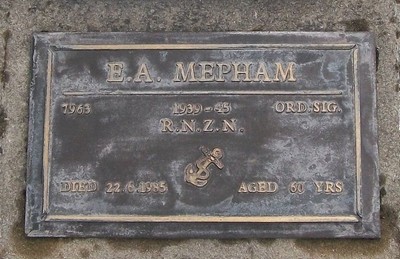 E.A. MEPHAM
7963 1939-45 ORD.SIG.
R.N.Z.N.
DIED 22.6.1985 AGED 60 YRS